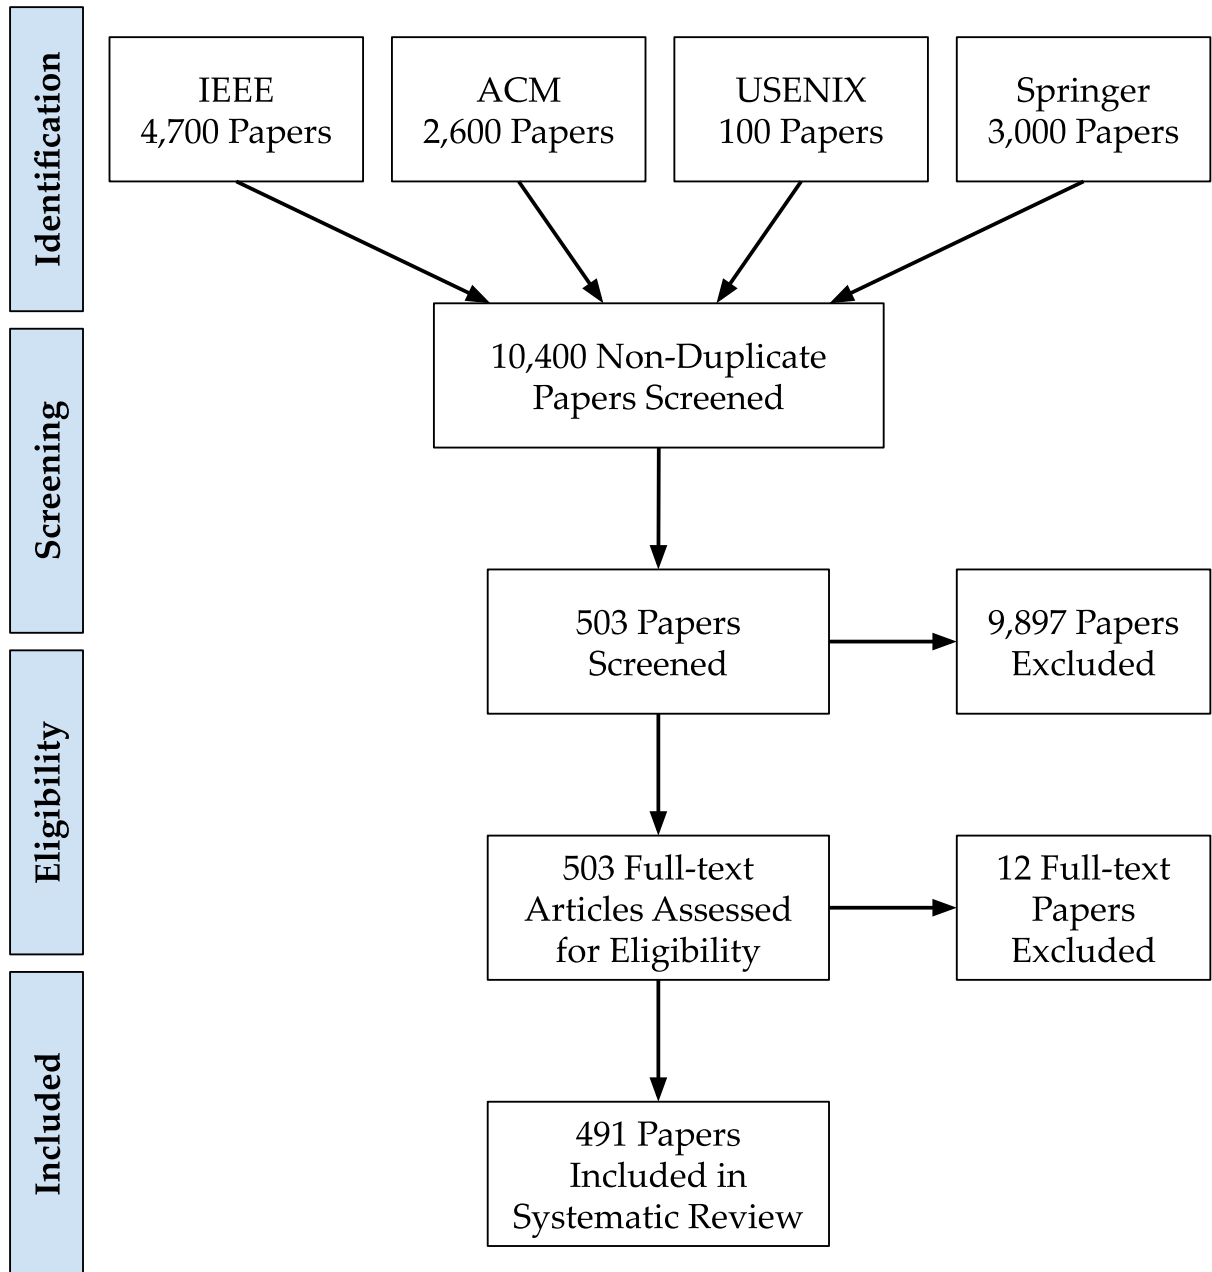 Identification
IEEE
4,700 Papers
ACM
2,600 Papers
USENIX
100 Papers
Springer
3,000 Papers
Screening
10,400 Non-Duplicate
Papers Screened
503 Papers
Screened
9,897 Papers
Excluded
Eligibility
503 Full-text
Articles Assessed
for Eligibility
12 Full-text
Papers
Excluded
Included
491 Papers
Included in
Systematic Review